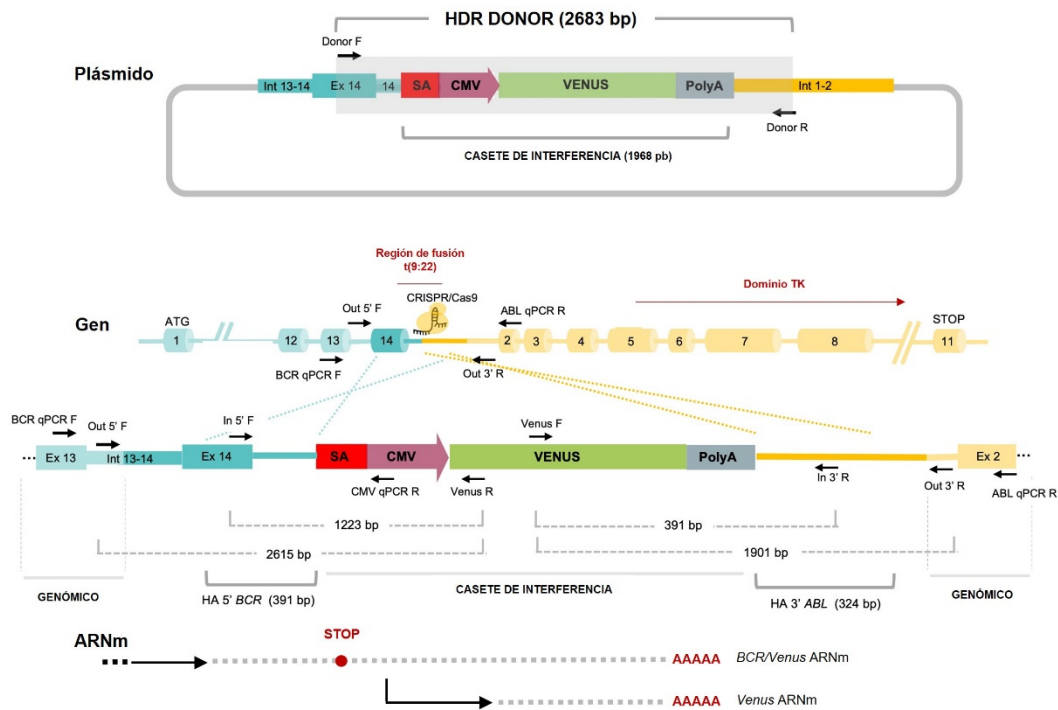 HDR DONOR (2683 bp)
Donor F
Plásmido
Int 13-14
Ex 14
14
SA
CMV
VENUS
PolyA
Int 1-2
Donor R
CASETE DE INTERFERENCIA (1968 pb)
Región de fusión
t(9:22)
Dominio TK
CRISPR/Cas9
Out 5' F
ABL qPCR R
Gen
ATG
STOP
1
12
13
14
2
3
4
5
6
7
8
11
BCR qPCR F
Out 3' R
BCR qPCR F
Out 5' F
In 5' F
Venus F
Ex 13
Int 13-14
Ex 14
SA
CMV
VENUS
PolyA
Ex 2
CMV qPCR R
Venus R
In 3' R
Out 3' R
ABL qPCR R
1223 bp
391 bp
2615 bp
1901 bp
GENÓMICO
HA 5' BCR (391 bp)
CASETE DE INTERFERENCIA
HA 3' ABL (324 bp)
GENÓMICO
ARNm
STOP
AAAAA
BCR/Venus ARNm
AAAAA
Venus ARNm